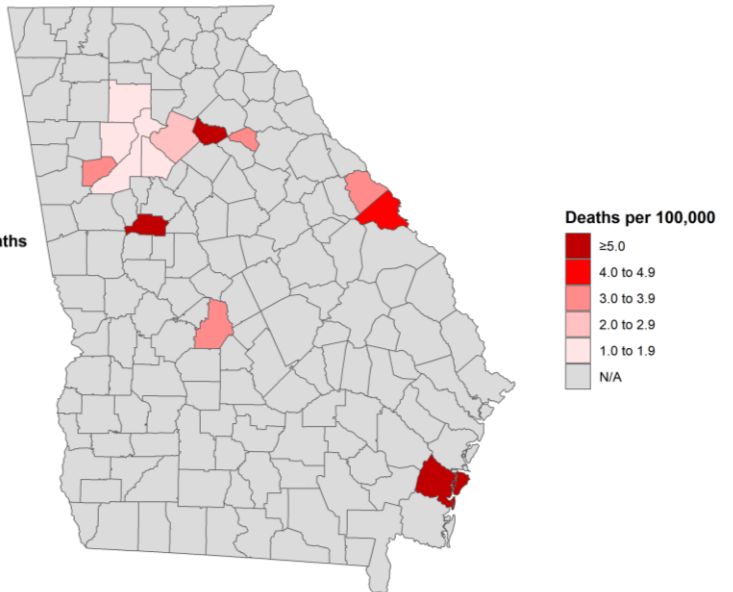 Deaths per 100,000
≥5.0
4.0 to 4.9
3.0 to 3.9
2.0 to 2.9
1.0 to 1.9
N/A